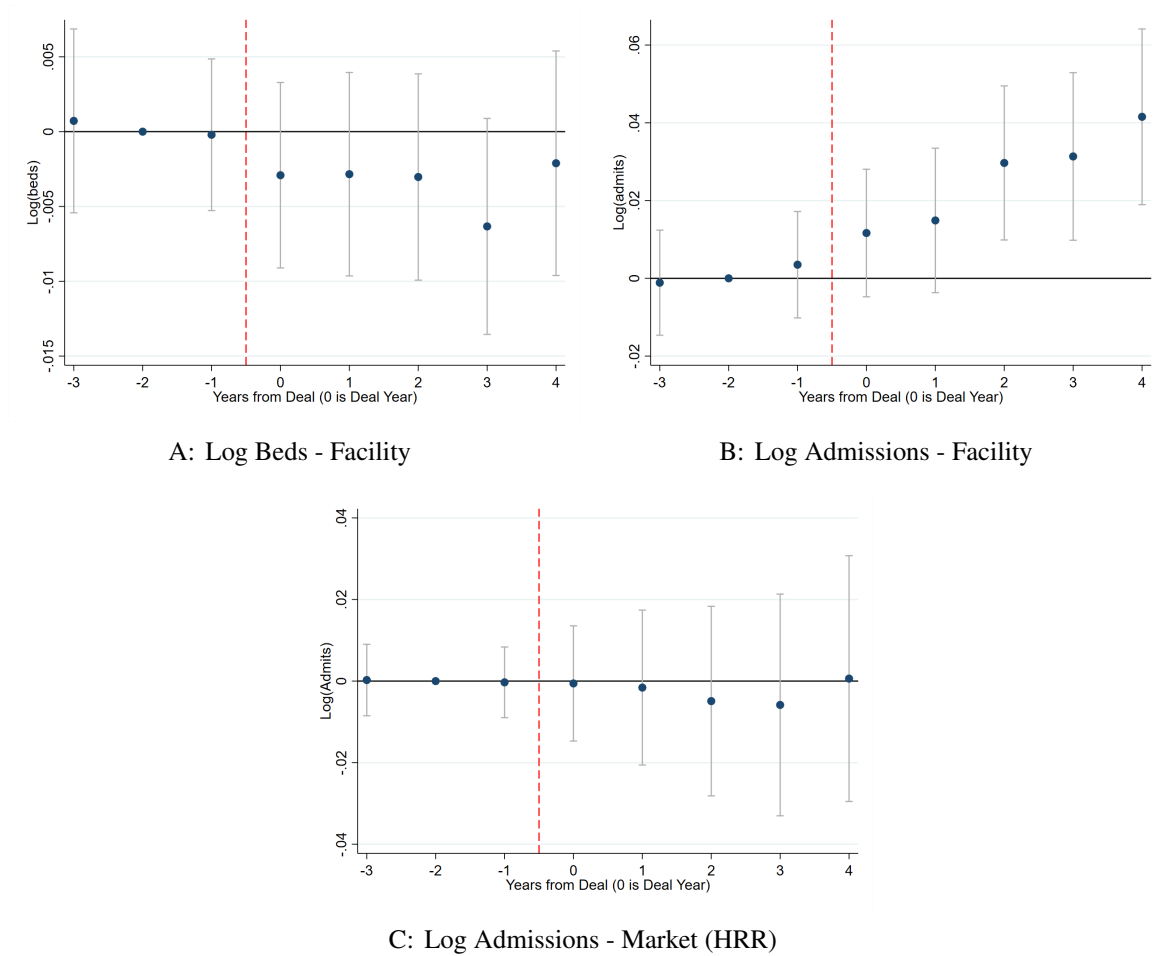 .005
0
-.005
-.01
-.015
Log(beds)
-3 -2 -1 0 1 2 3 4
Years from Deal (0 is Deal Year)
A: Log Beds - Facility
.06
.04
.02
0
-.02
Log(admits)
-3 -2 -1 0 1 2 3 4
Years from Deal (0 is Deal Year)
B: Log Admissions - Facility
.04
.02
0
-.02
-.04
Log(Admits)
-3 -2 -1 0 1 2 3 4
Years from Deal (0 is Deal Year)
C: Log Admissions - Market (HRR)